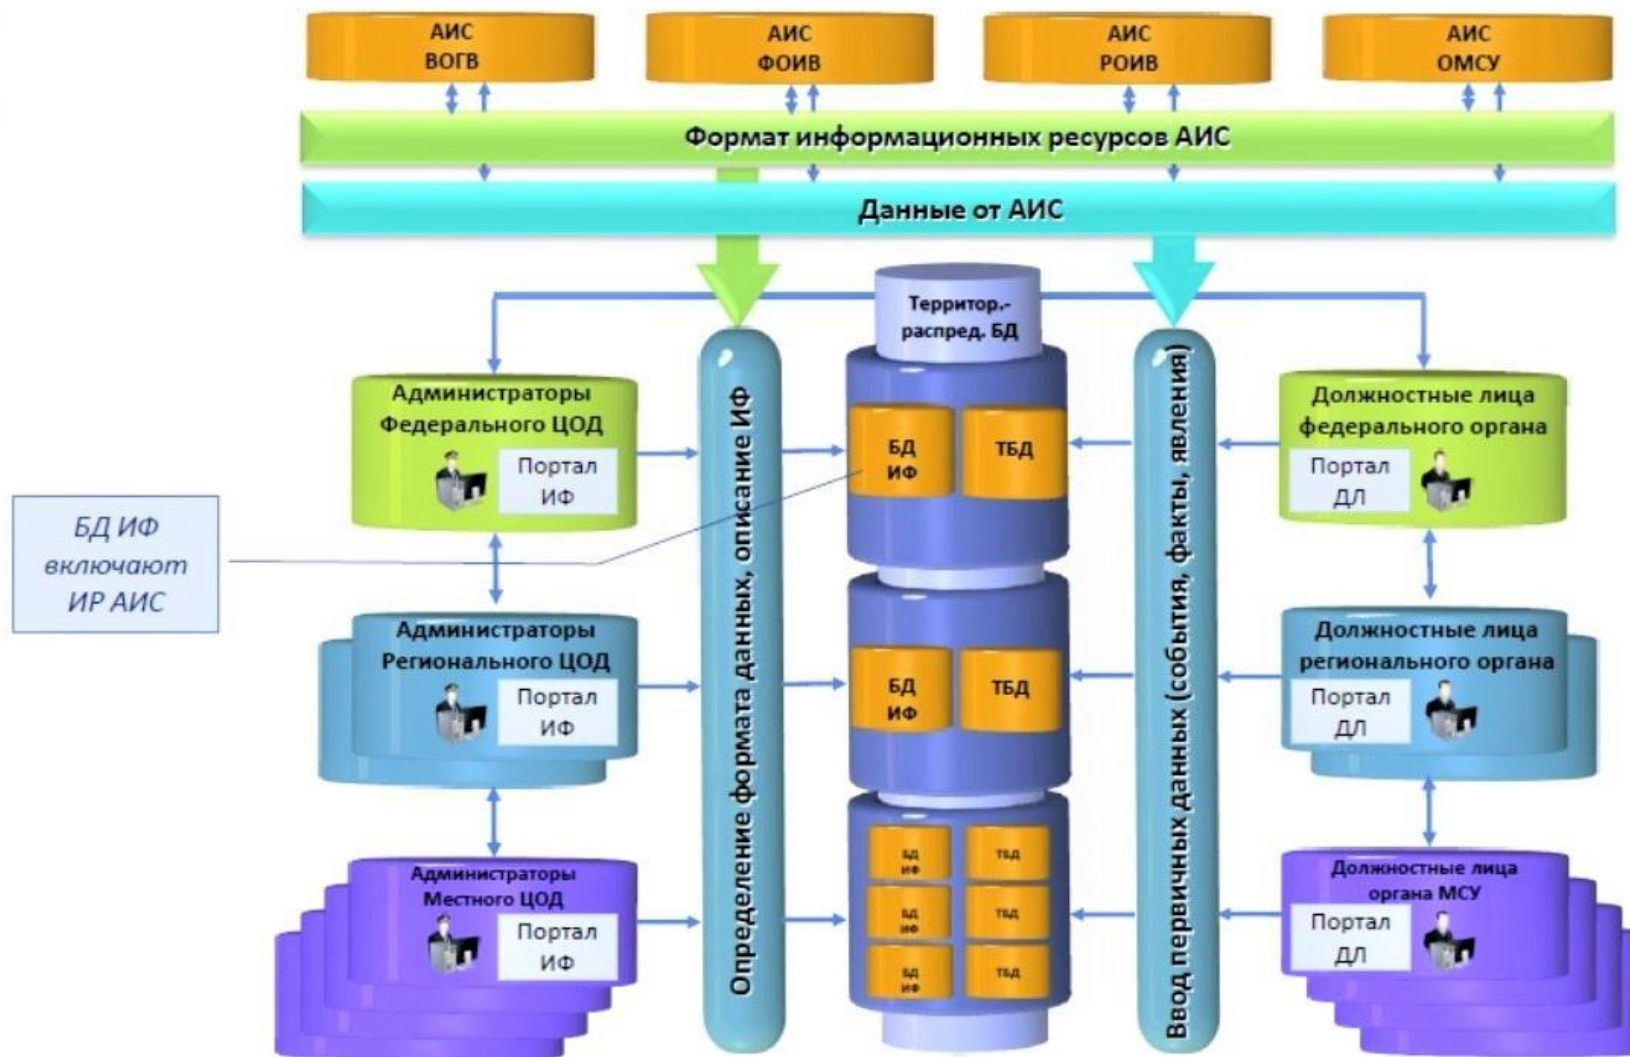 АИС
ВОГВ
АИС
ФОИВ
АИС
РОИВ
АИС
ОМСУ
Формат информационных ресурсов АИС
Данные от АИС
Территор.-
распред. БД
Администраторы
Федерального ЦОД
Портал
ИФ
БД ИФ
включают
ИР АИС
Администраторы
Регионального ЦОД
Портал
ИФ
Администраторы
Местного ЦОД
Портал
ИФ
Определение формата данных, описание ИФ
БД
ИФ
ТБД
БД
ИФ
ТБД
БД
ИФ
ТБД
БД
ИФ
ТБД
БД
ИФ
ТБД
Ввод первичных данных (события, факты, явления)
Должностные лица
федерального органа
Портал
ДЛ
Должностные лица
регионального органа
Портал
ДЛ
Должностные лица
органа МСУ
Портал
ДЛ